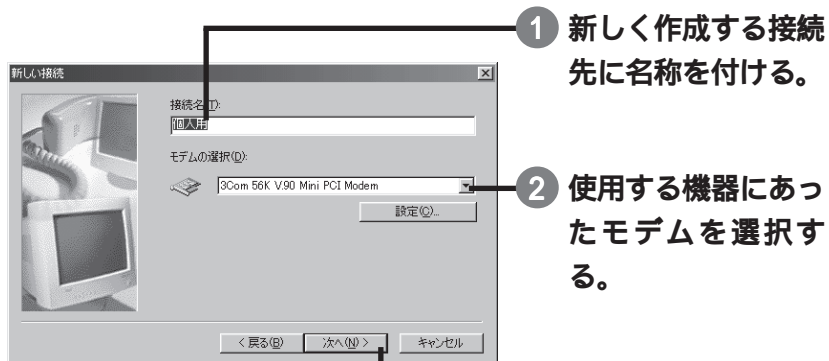 1 新しく作成する接続
先に名称を付ける。
新しい接続
接続名(T):
個人用
モデムの選択(D):
3Com 56K V.90 Mini PCI Modem
設定(C)...
2 使用する機器にあっ
たモデムを選択す
る。
< 戻る(B) 次へ(N) > キャンセル